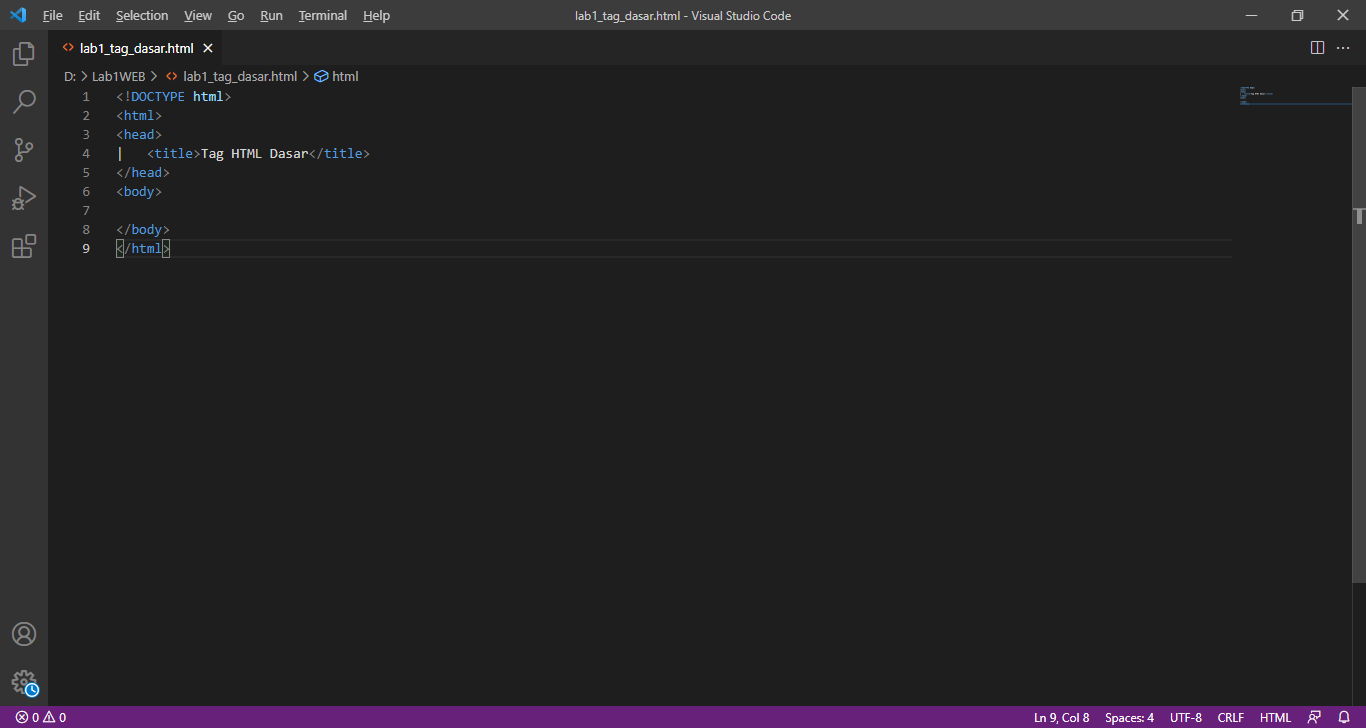 File Edit Selection View Go Run Terminal Help lab1_tag_dasar.html - Visual Studio Code
lab1_tag_dasar.html
D: > Lab1WEB > lab1_tag_dasar.html > html
1 <!DOCTYPE html>
2 <html>
3 <head>
4 <title>Tag HTML Dasar</title>
5 </head>
6 <body>
7
8 </body>
9 </html>
0 0 Ln 9, Col 8 Spaces: 4 UTF-8 CRLF HTML